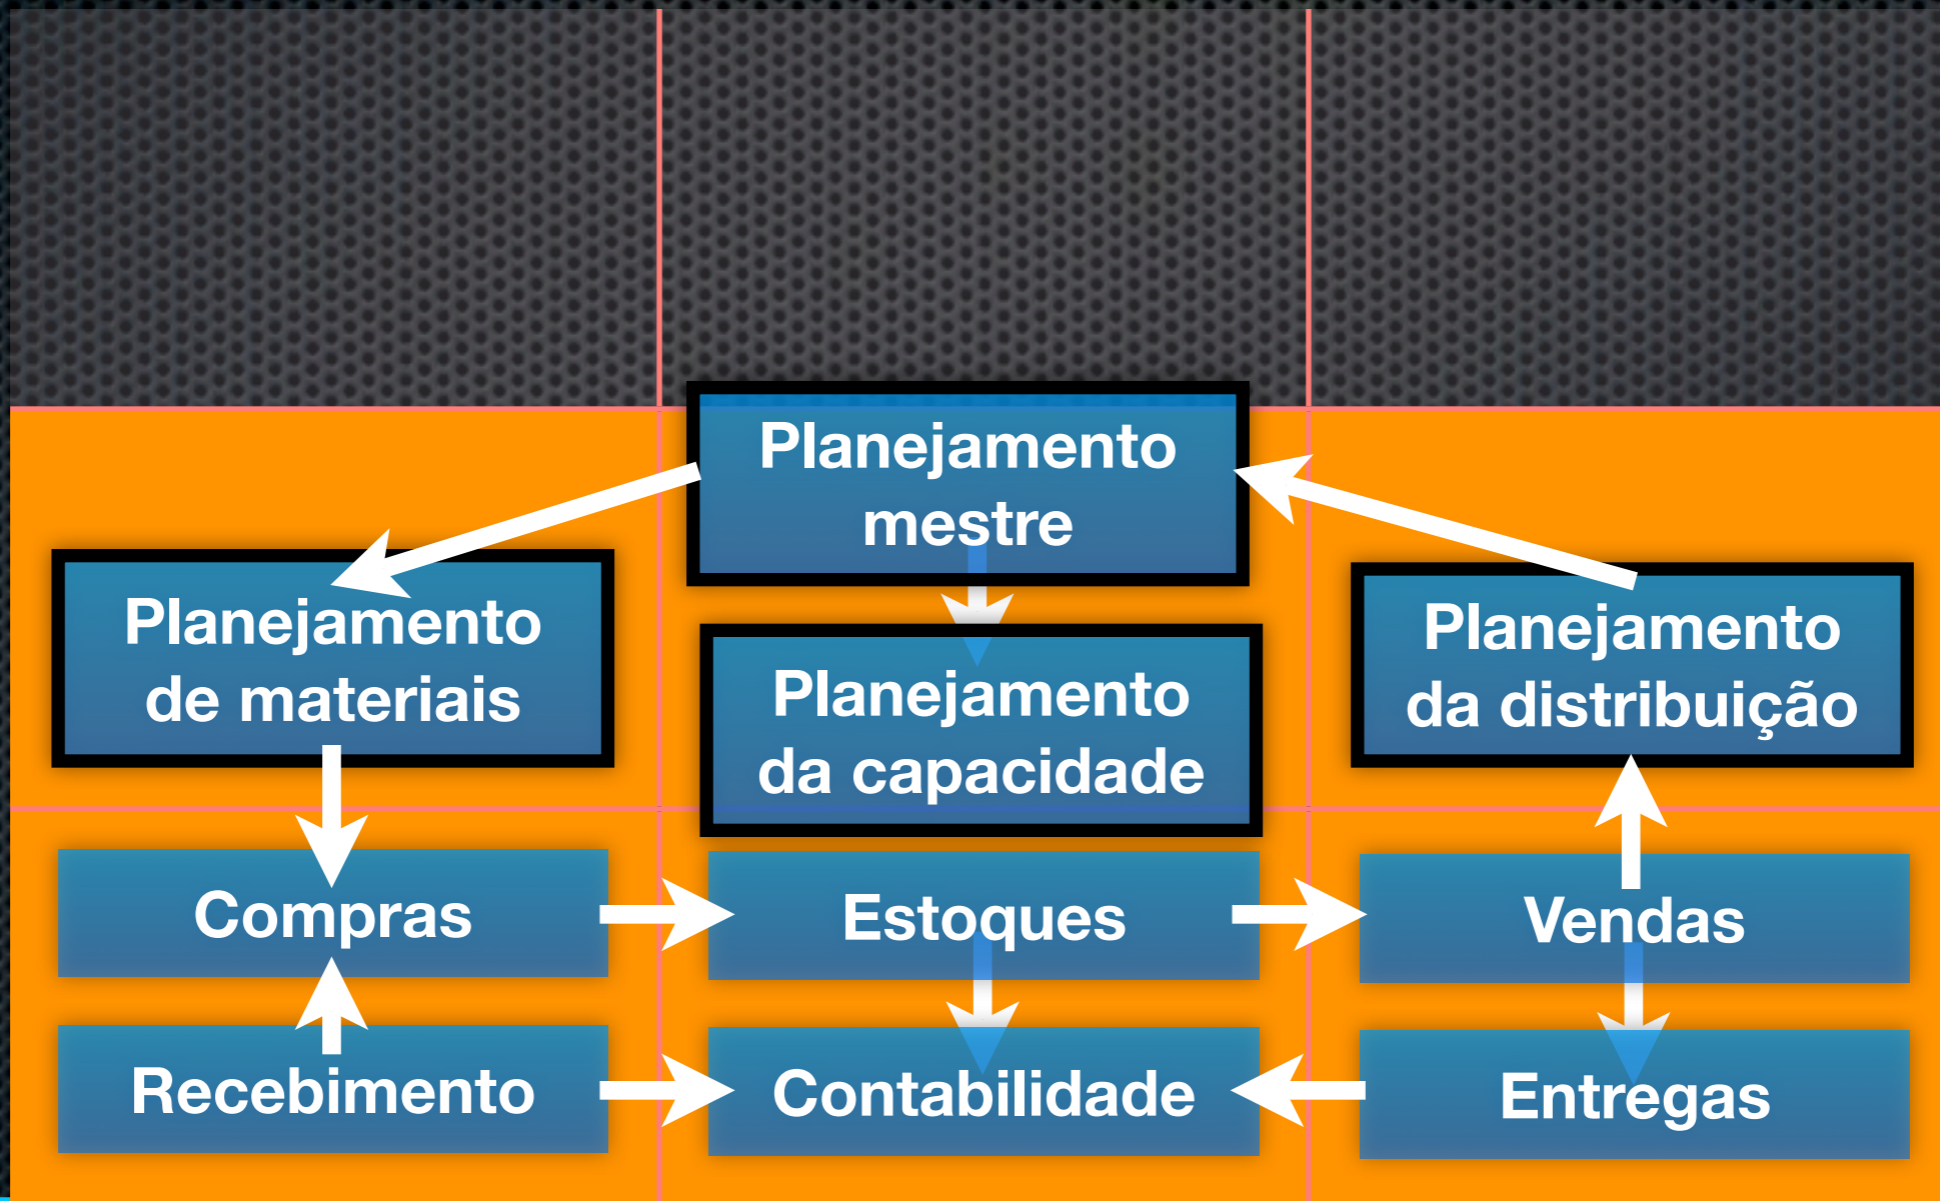 Planejamento
mestre
Planejamento
de materiais
Planejamento
da capacidade
Planejamento
da distribuição
Compras
Estoques
Vendas
Recebimento
Contabilidade
Entregas